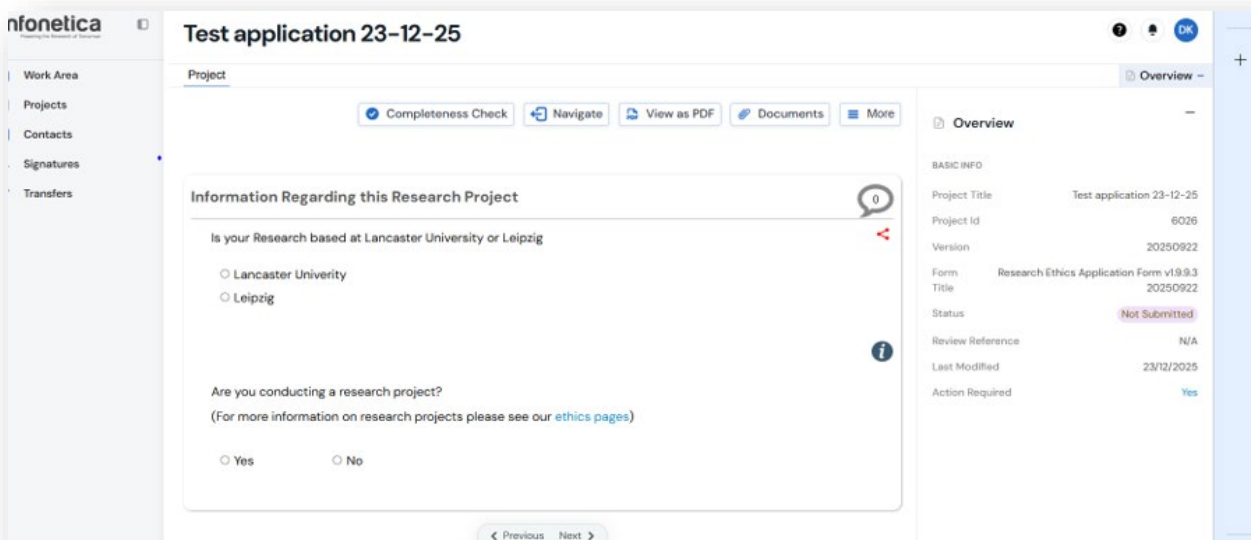 nfonetica
Test application 23-12-25
DK
Work Area
Projects
Contacts
Signatures
Transfers
Project
Overview
Completeness Check
Navigate
View as PDF
Documents
More
Information Regarding this Research Project
0
Is your Research based at Lancaster University or Leipzig
Lancaster Univerity
Leipzig
Are you conducting a research project?
(For more information on research projects please see our ethics pages)
Yes No
Previous Next
Overview
BASIC INFO
Project Title Test application 23-12-25
Project Id 6026
Version 20250922
Form Title Research Ethics Application Form v1.9.9.3
20250922
Status Not Submitted
Review Reference N/A
Last Modified 23/12/2025
Action Required Yes